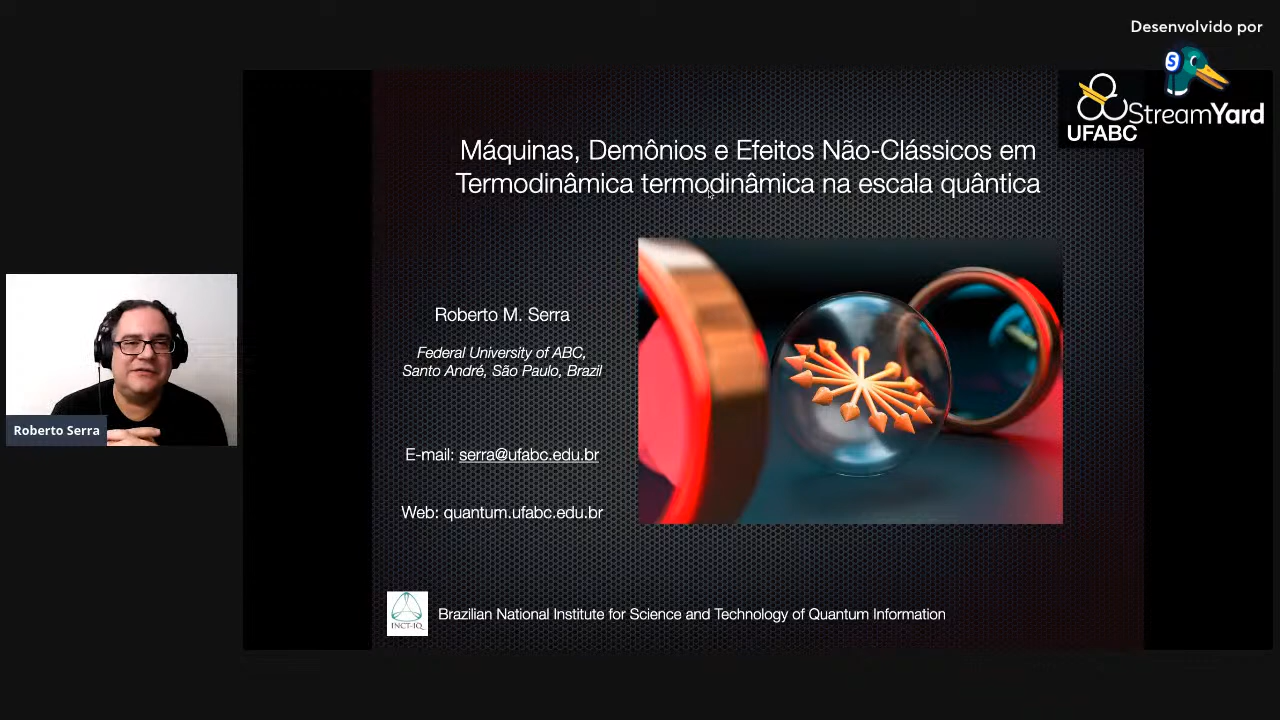 Desenvolvido por
S
StreamYard
UFABC
Máquinas, Demônios e Efeitos Não-Clássicos em
Termodinâmica termodinâmica na escala quântica
Roberto M. Serra
Federal University of ABC,
Santo André, São Paulo, Brazil
Roberto Serra
E-mail: serra@ufabc.edu.br
Web: quantum.ufabc.edu.br
INCT-IQ
Brazilian National Institute for Science and Technology of Quantum Information